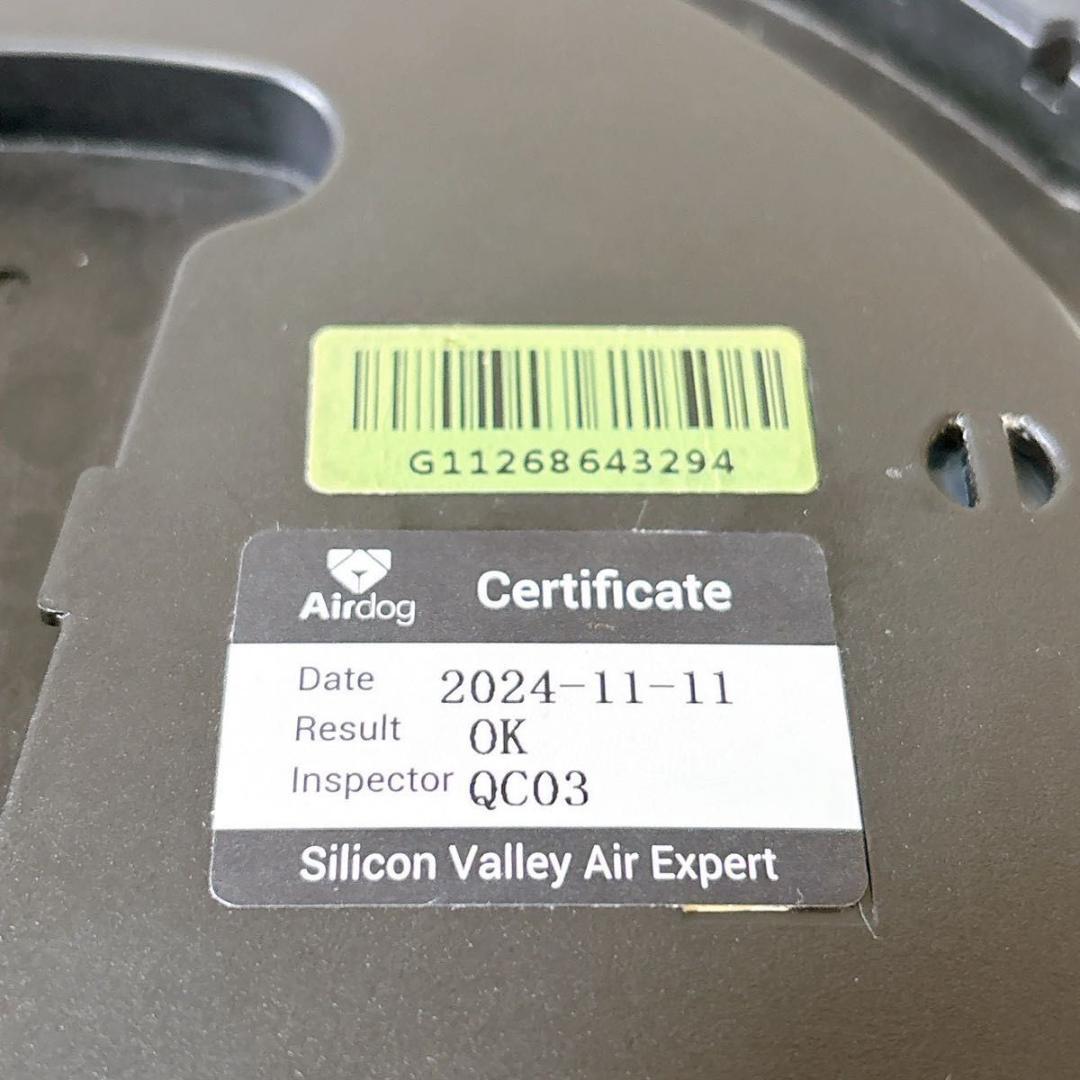 G11268643294
Airdog Certificate
Date 2024-11-11
Result OK
Inspector QC03
Silicon Valley Air Expert